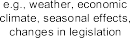 e.g., weather, economic
climate, seasonal effects,
changes in legislation